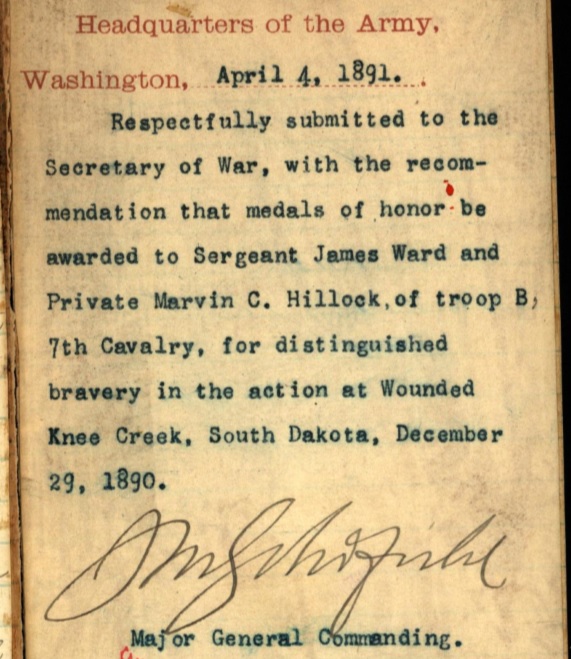 Headquarters of the Army,
Washington, April 4, 1891.
Respectfully submitted to the
Secretary of War, with the recom-
mendation that medals of honor be
awarded to Sergeant James Ward and
Private Marvin C. Hillock, of troop B,
7th Cavalry, for distinguished
bravery in the action at Wounded
Knee Creek, South Dakota, December
29, 1890.
J M Schofield
Major General Commanding.